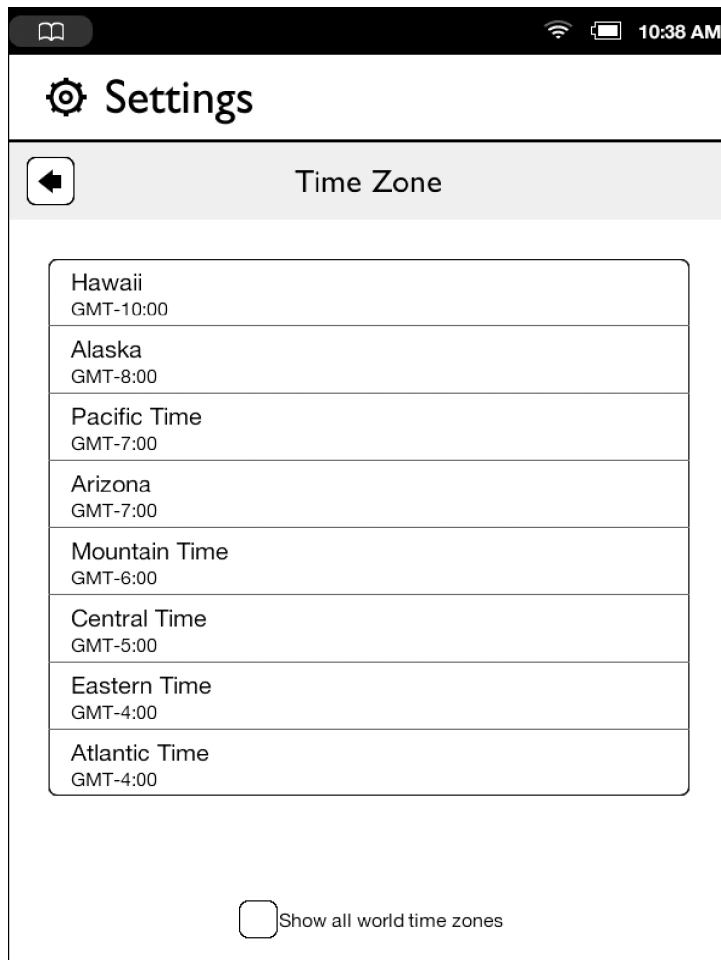 10:38 AM
Settings
Time Zone
Hawaii
GMT-10:00
Alaska
GMT-8:00
Pacific Time
GMT-7:00
Arizona
GMT-7:00
Mountain Time
GMT-6:00
Central Time
GMT-5:00
Eastern Time
GMT-4:00
Atlantic Time
GMT-4:00
Show all world time zones